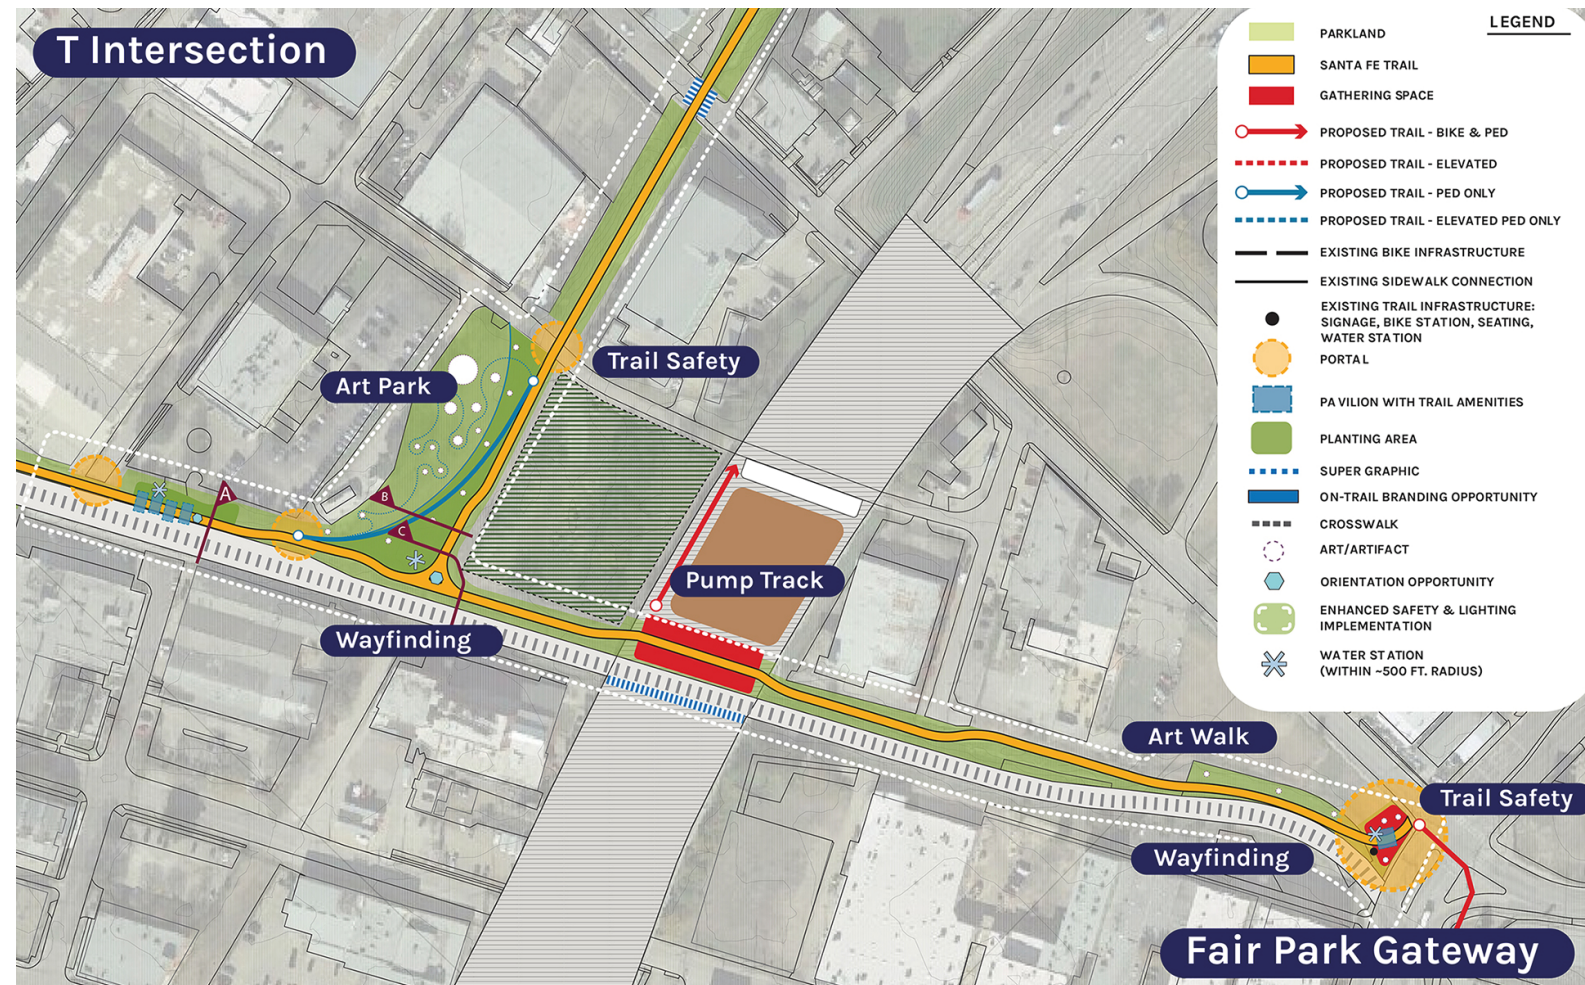 T Intersection
LEGEND
PARKLAND
SANTA FE TRAIL
GATHERING SPACE
PROPOSED TRAIL - BIKE & PED
PROPOSED TRAIL - ELEVATED
PROPOSED TRAIL - PED ONLY
PROPOSED TRAIL - ELEVATED PED ONLY
EXISTING BIKE INFRASTRUCTURE
EXISTING SIDEWALK CONNECTION
EXISTING TRAIL INFRASTRUCTURE:
SIGNAGE, BIKE STATION, SEATING,
WATER STATION
PORTAL
PAVILION WITH TRAIL AMENITIES
PLANTING AREA
SUPER GRAPHIC
ON-TRAIL BRANDING OPPORTUNITY
CROSSWALK
ART/ARTIFACT
ORIENTATION OPPORTUNITY
ENHANCED SAFETY & LIGHTING
IMPLEMENTATION
WATER STATION
(WITHIN ~500 FT. RADIUS)
Trail Safety
Art Park
A
B
C
Pump Track
Wayfinding
Art Walk
Trail Safety
Wayfinding
Fair Park Gateway